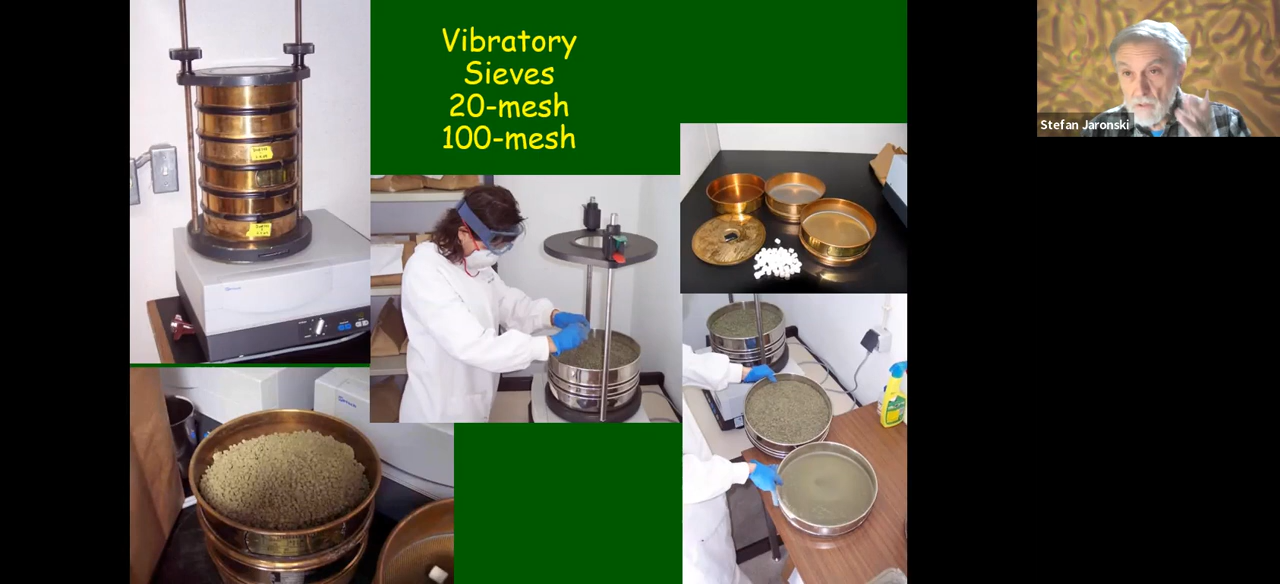 Vibratory
Sieves
20-mesh
100-mesh
Stefan Jaronski